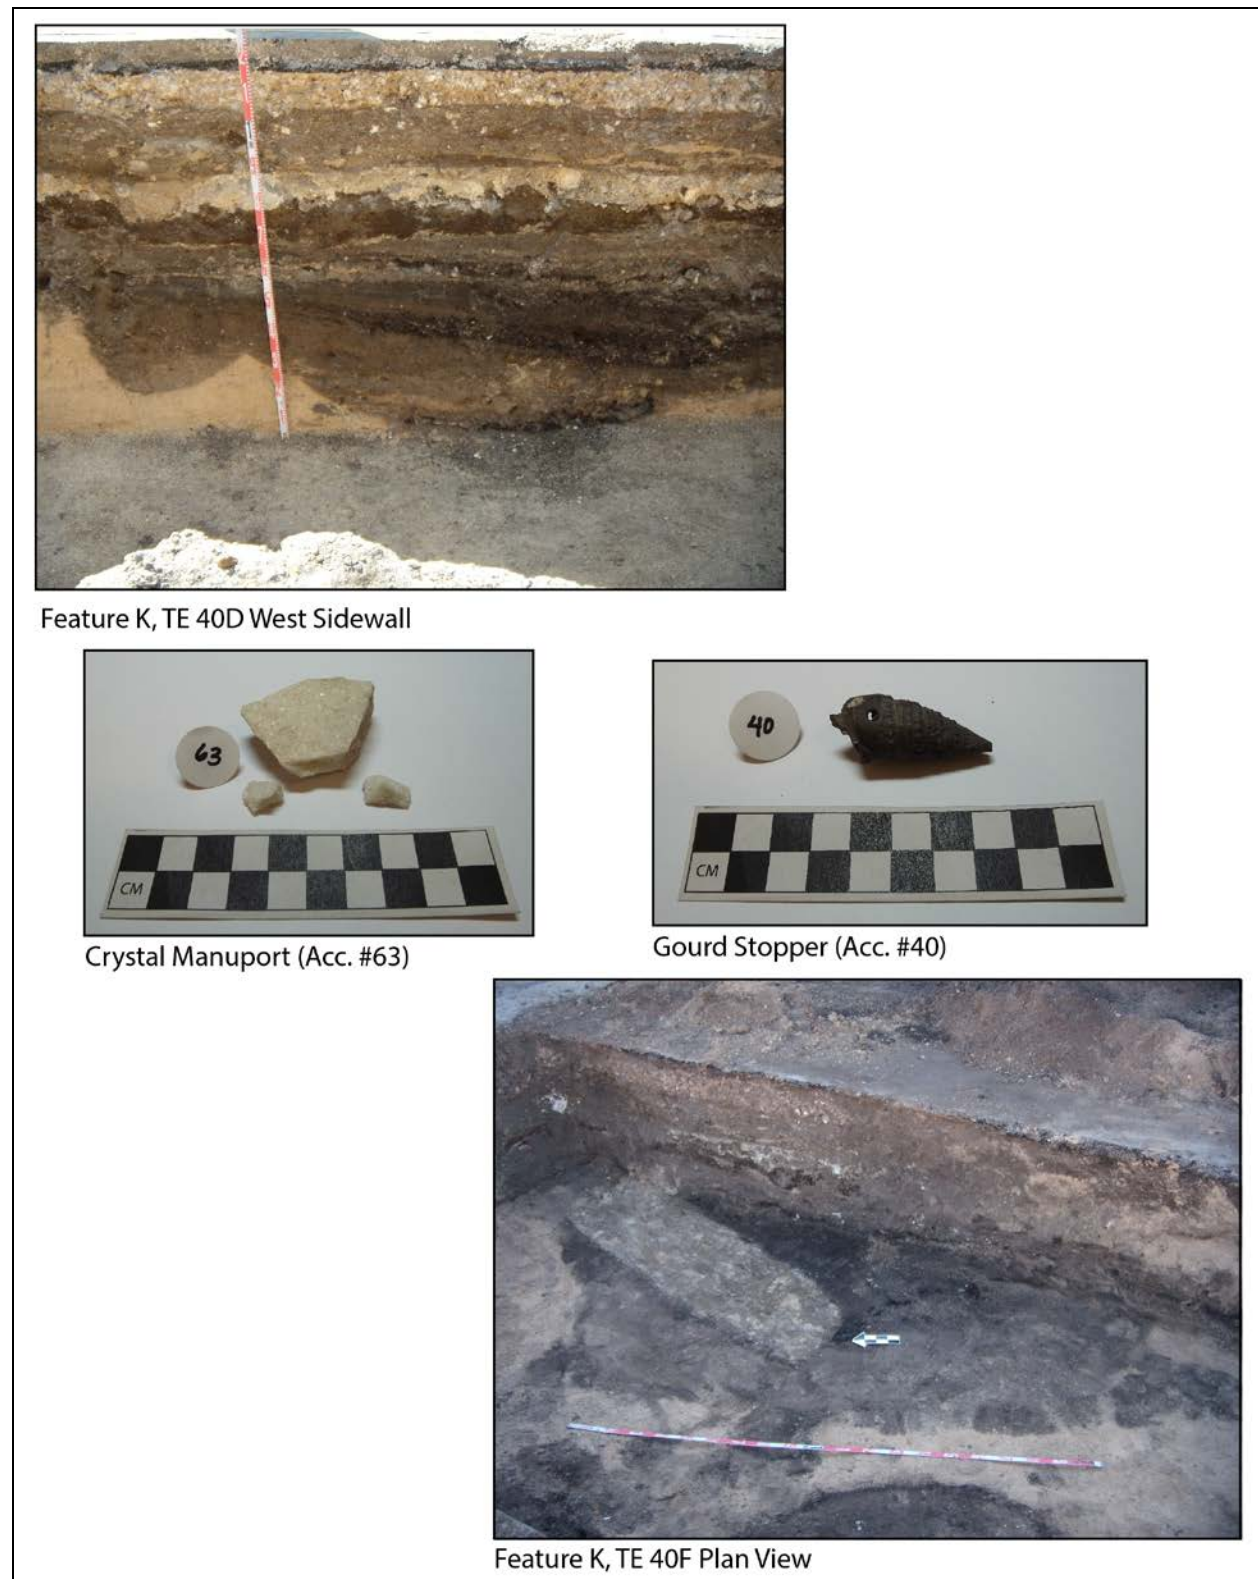 Feature K, TE 40D West Sidewall
63
CM
Crystal Manuport (Acc. #63)
40
CM
Gourd Stopper (Acc. #40)
Feature K, TE 40F Plan View